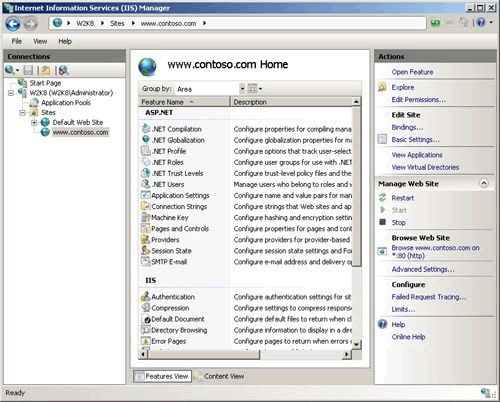 Internet Information Services (IIS) Manager
W2K8 Sites www.contoso.com
File View Help
Connections
Start Page
W2K8 (W2K8\Administrator)
Application Pools
Sites
Default Web Site
www.contoso.com
www.contoso.com Home
Group by: Area
Feature Name Description
ASP.NET
.NET Compilation Configure properties for compiling mana
.NET Globalization Configure globalization properties for m
.NET Profile Configure options that track user-select
.NET Roles Configure user groups for use with .NET
.NET Trust Levels Configure trust-policy files and the
.NET Users Manage users who belong to roles and w
Application Settings Configure name and value pairs for man
Connection Strings Configure strings that Web sites and ap
Machine Key Configure hashing and encryption settin
Pages and Controls Configure properties for pages and cont
Providers Configure providers for provider-based
Session State Configure session state settings and For
SMTP E-mail Configure e-mail address and delivery op
IIS
Authentication Configure authentication settings for sit
Compression Configure settings to compress respons
Default Document Configure default files to return when cl
Directory Browsing Configure information to display in a dire
Error Pages Configure pages to return when errors o
Features View Content View
Actions
Open Feature
Explore
Edit Permissions...
Edit Site
Bindings...
Basic Settings...
View Applications
View Virtual Directories
Manage Web Site
Restart
Start
Stop
Browse Web Site
Browse www.contoso.com on
*:80 (http)
Advanced Settings...
Configure
Failed Request Tracing...
Limits...
Help
Online Help
Ready